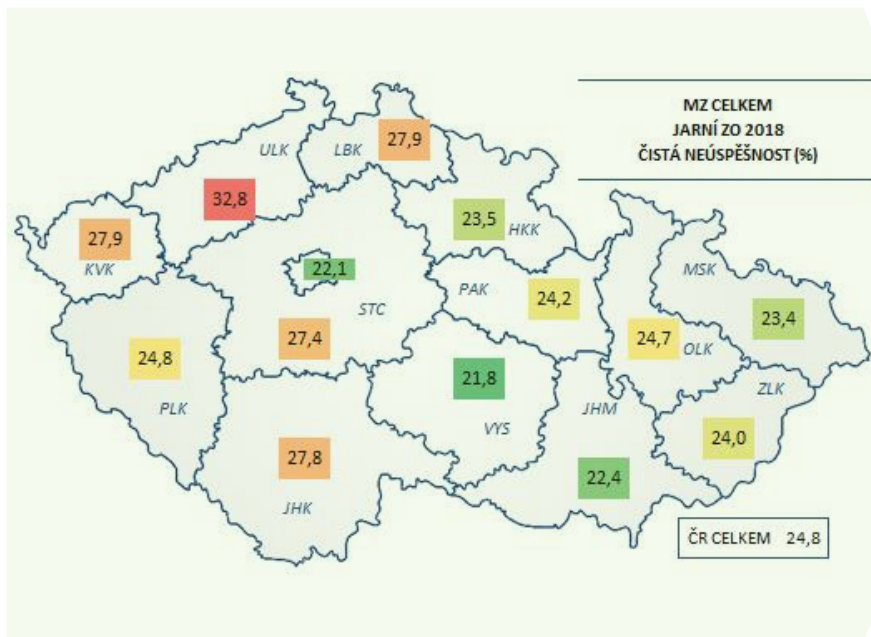 MZ CELKEM
JARNÍ ZO 2018
ČISTÁ NEÚSPĚŠNOST (%)
ULK
LBK
27,9
32,8
23,5
HKK
27,9
KVK
22,1
PAK
24,2
MSK
STC
27,4
24,8
24,7
OLK
23,4
PLK
21,8
VYS
JHM
ZLK
24,0
27,8
22,4
JHK
ČR CELKEM 24,8